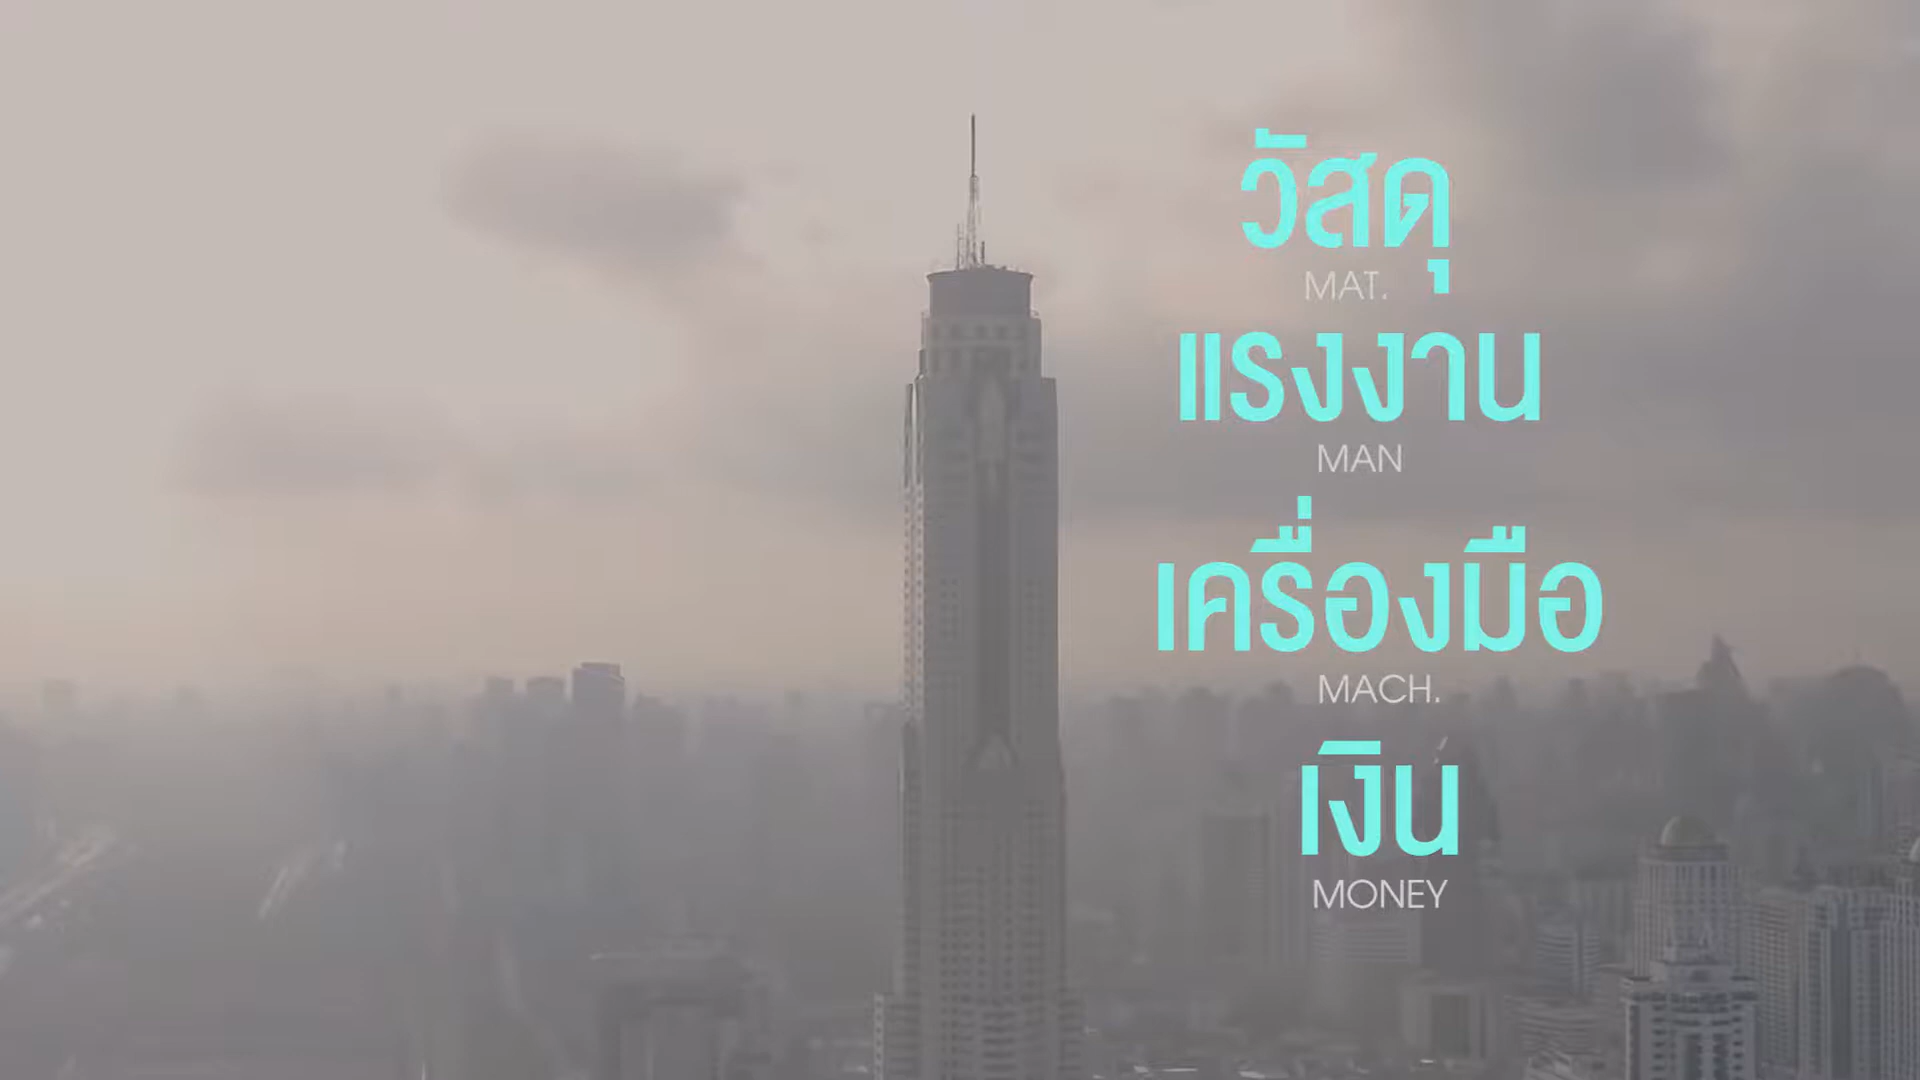 วัสดุ
MAT.
แรงงาน
MAN
เครื่องมือ
MACH.
เงิน
MONEY